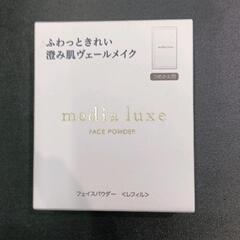 ふわっときれい
澄み肌ヴェールメイク
media luxe
つめかえ用
media luxe
FACE POWDER
フェイスパウダー <レフィル>